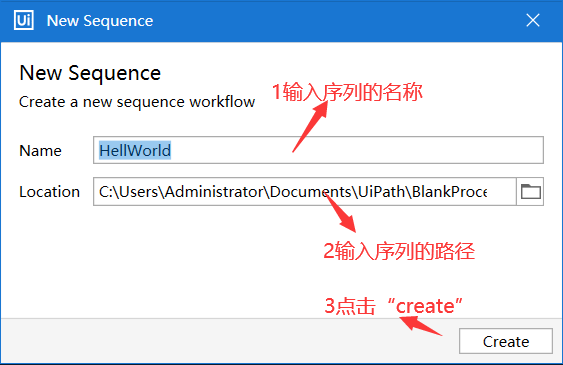 Ui New Sequence
New Sequence
Create a new sequence workflow
1输入序列的名称
Name HellWorld
Location C:\Users\Administrator\Documents\UiPath\BlankProce
2输入序列的路径
3点击“create”
Create